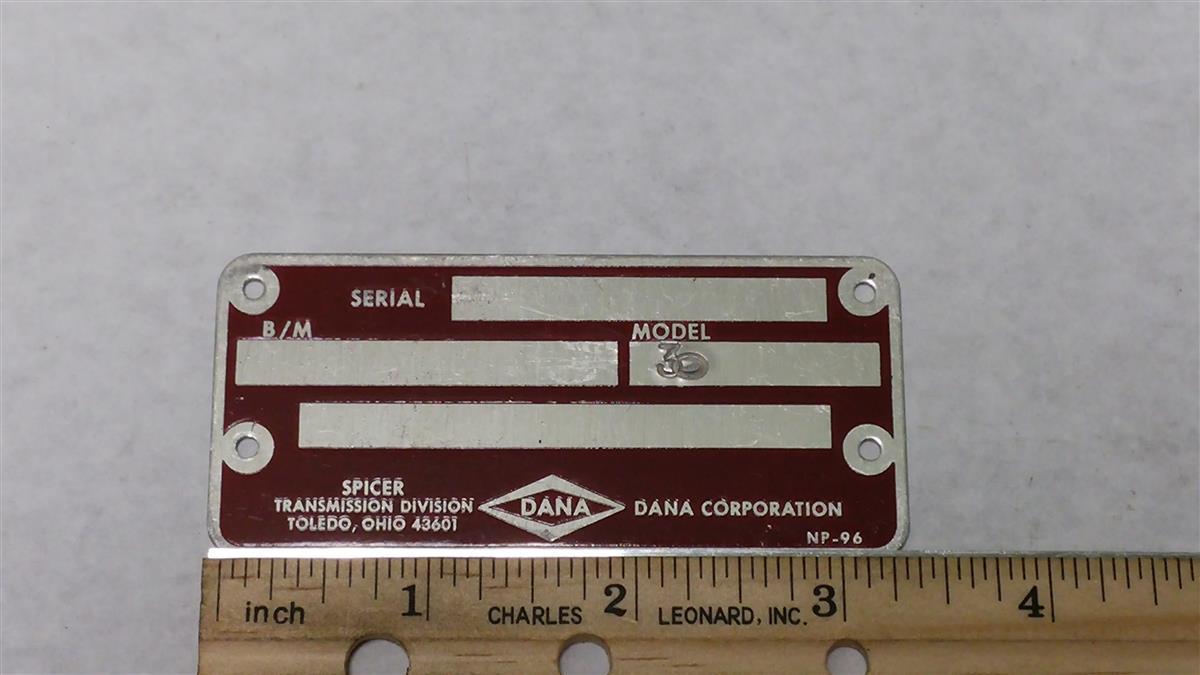 SERIAL
B/M MODEL
30
SPICER
TRANSMISSION DIVISION
TOLEDO, OHIO 43601
DANA
DANA CORPORATION
NP-96
inch 1 CHARLES 2 LEONARD, INC. 3 4